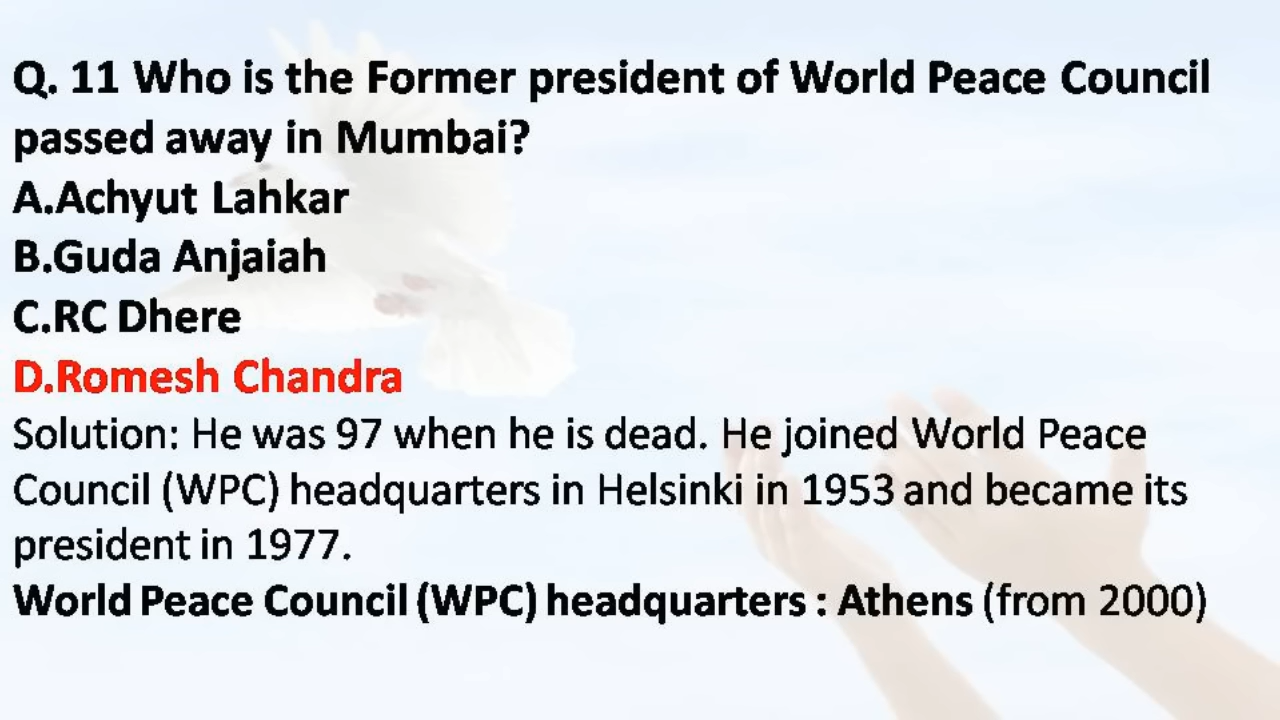 Q. 11 Who is the Former president of World Peace Council
passed away in Mumbai?
A.Achyut Lahkar
B.Guda Anjaiah
C.RC Dhere
D.Romesh Chandra
Solution: He was 97 when he is dead. He joined World Peace
Council (WPC) headquarters in Helsinki in 1953 and became its
president in 1977.
World Peace Council (WPC) headquarters : Athens (from 2000)